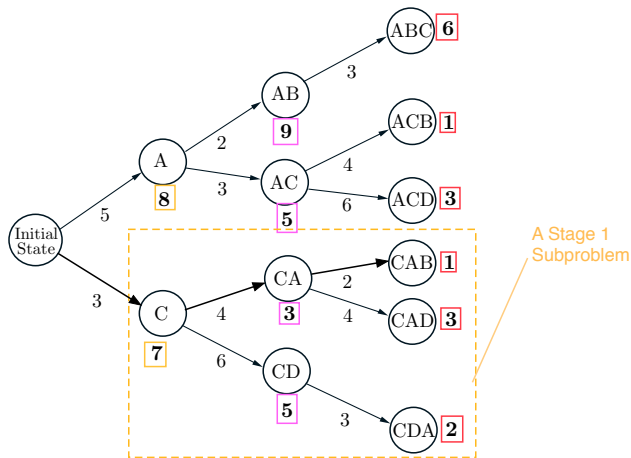 ABC 6
3
AB
9
2
ACB 1
4
A
8
3
AC
5
6
ACD 3
5
Initial
State
A Stage 1
Subproblem
3
CAB 1
2
CA
3
4
C
7
4
CAD 3
6
CD
5
3
CDA 2